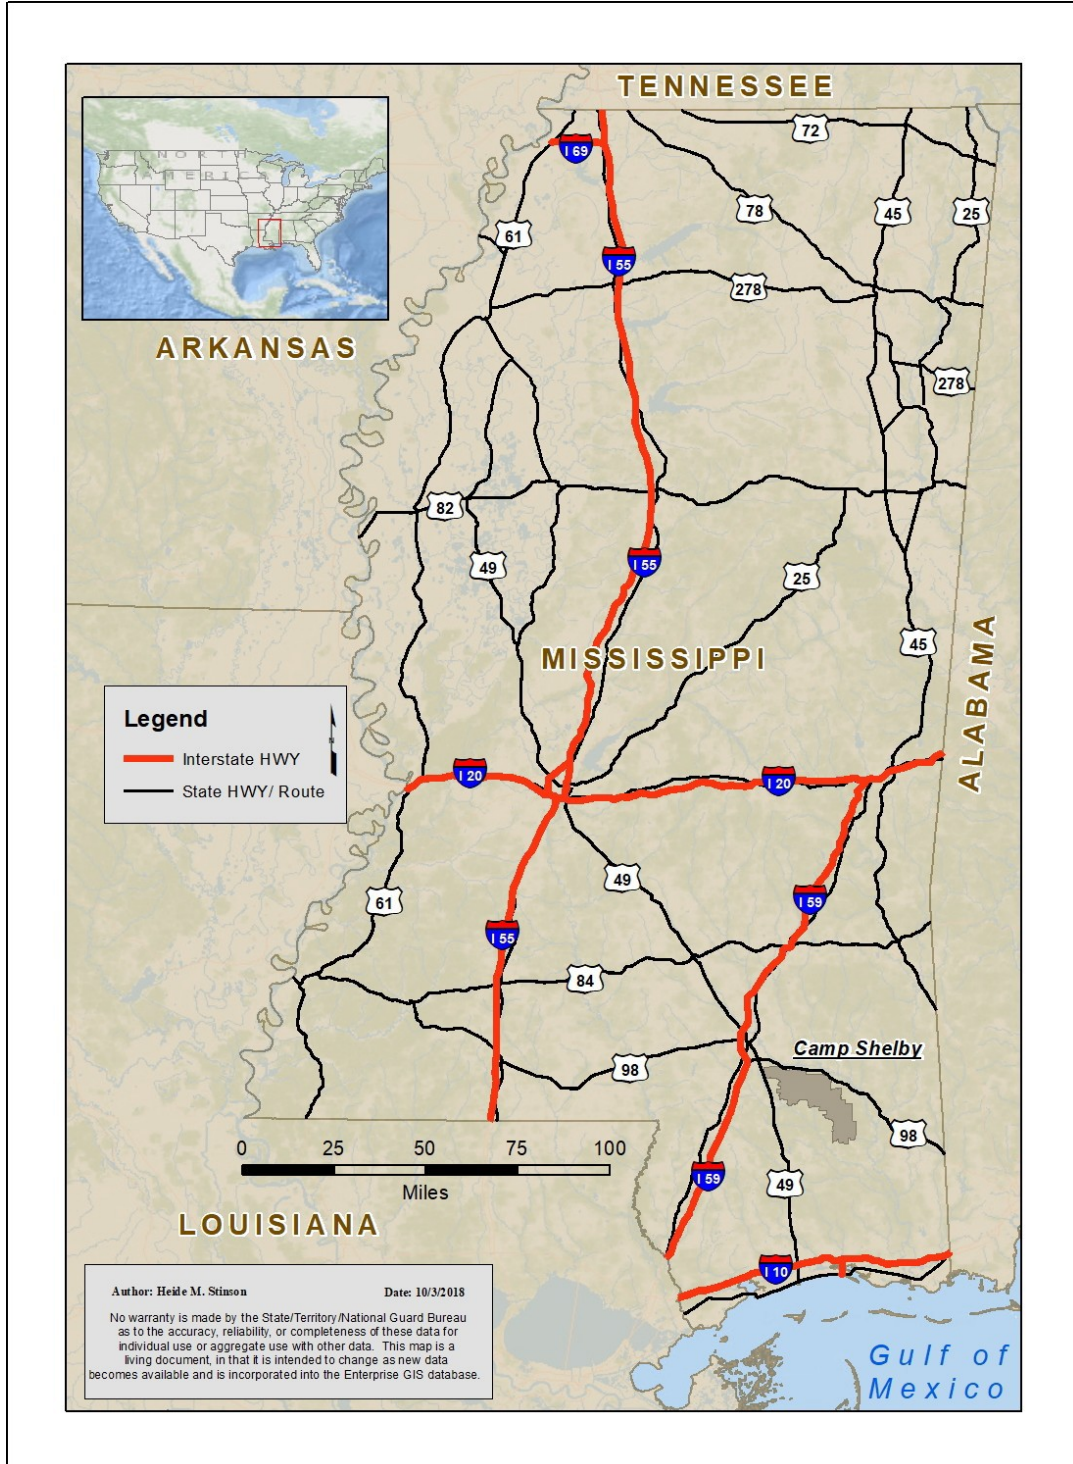 TENNESSEE
72
I 69
NORTH
AMERICA
78
45
25
61
I 55
278
ARKANSAS
278
82
49
I 55
25
45
MISSISSIPPI
ALABAMA
Legend
N
Interstate HWY
State HWY/ Route
I 20
I 20
49
I 59
61
I 55
84
Camp Shelby
98
98
0 25 50 75 100
Miles
I 59
49
LOUISIANA
I 10
Author: Heide M. Stinson Date: 10/3/2018
No warranty is made by the State/Territory/National Guard Bureau
as to the accuracy, reliability, or completeness of these data for
individual use or aggregate use with other data. This map is a
living document, in that it is intended to change as new data
becomes available and is incorporated into the Enterprise GIS database.
Gulf of
Mexico